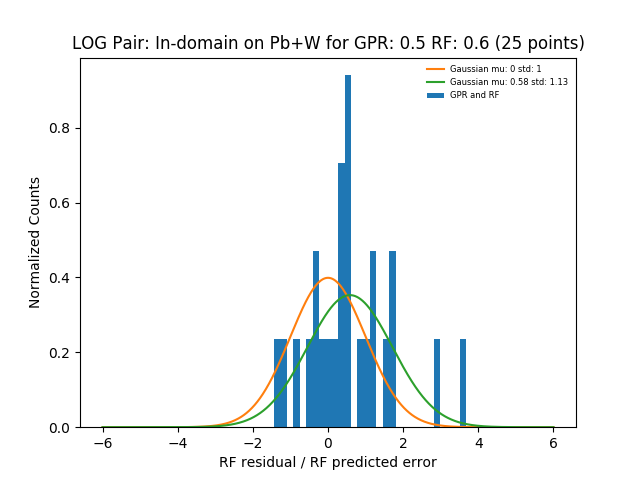 LOG Pair: In-domain on Pb+W for GPR: 0.5 RF: 0.6 (25 points)
Gaussian mu: 0 std: 1
Gaussian mu: 0.58 std: 1.13
GPR and RF
Normalized Counts
0.8
0.6
0.4
0.2
0.0
−6 −4 −2 0 2 4 6
RF residual / RF predicted error